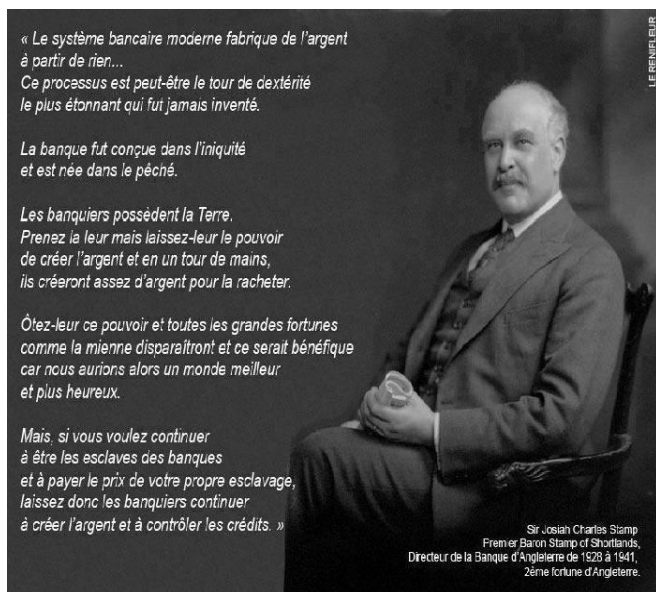 « Le système bancaire moderne fabrique de l'argent
à partir de rien...
Ce processus est peut-être le tour de dextérité
le plus étonnant qui fut jamais inventé.
La banque fut conçue dans l'iniquité
et est née dans le pêché.
Les banquiers possèdent la Terre.
Prenez la leur mais laissez-leur le pouvoir
de créer l'argent et en un tour de mains,
ils créeront assez d'argent pour la racheter.
Ôtez-leur ce pouvoir et toutes les grandes fortunes
comme la mienne disparaîtront et ce serait bénéfique
car nous aurions alors un monde meilleur
et plus heureux.
Mais, si vous voulez continuer
à être les esclaves des banques
et à payer le prix de votre propre esclavage,
laissez donc les banquiers continuer
à créer l'argent et à contrôler les crédits. »
Sir Josiah Charles Stamp
Premier Baron Stamp of Shortlands,
Directeur de la Banque d'Angleterre de 1928 à 1941,
2ème fortune d'Angleterre.
LE RENIFLEUR